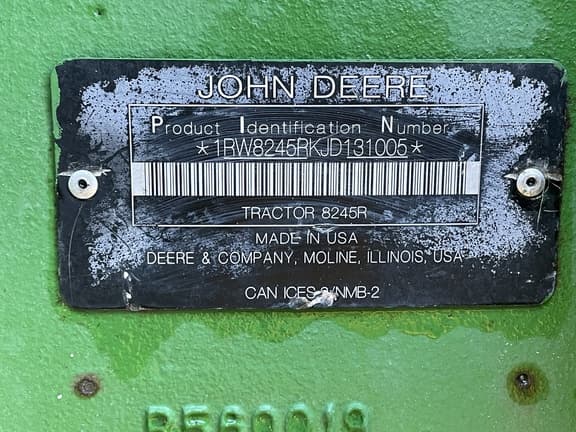 JOHN DEERE
Product Identification Number
*1RW8245RKJD131005*
TRACTOR 8245R
MADE IN USA
DEERE & COMPANY, MOLINE, ILLINOIS, USA
CAN ICES-2/NMB-2